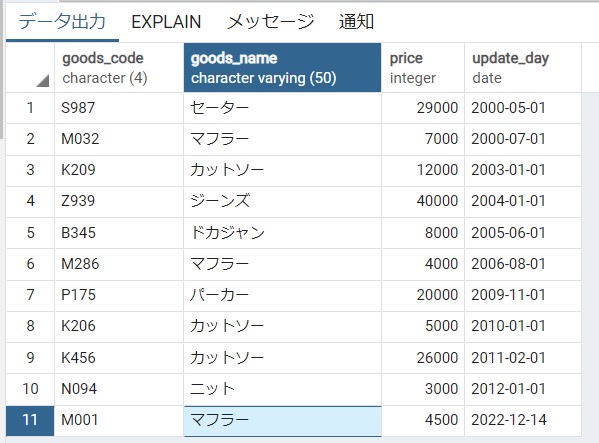 データ出力 EXPLAIN メッセージ 通知
goods_code goods_name price update_day
character (4) character varying (50) integer date
1 S987 セーター 29000 2000-05-01
2 M032 マフラー 7000 2000-07-01
3 K209 カットソー 12000 2003-01-01
4 Z939 ジーンズ 40000 2004-01-01
5 B345 ドカジャン 8000 2005-06-01
6 M286 マフラー 4000 2006-08-01
7 P175 パーカー 20000 2009-11-01
8 K206 カットソー 5000 2010-01-01
9 K456 カットソー 26000 2011-02-01
10 N094 ニット 3000 2012-01-01
11 M001 マフラー 4500 2022-12-14